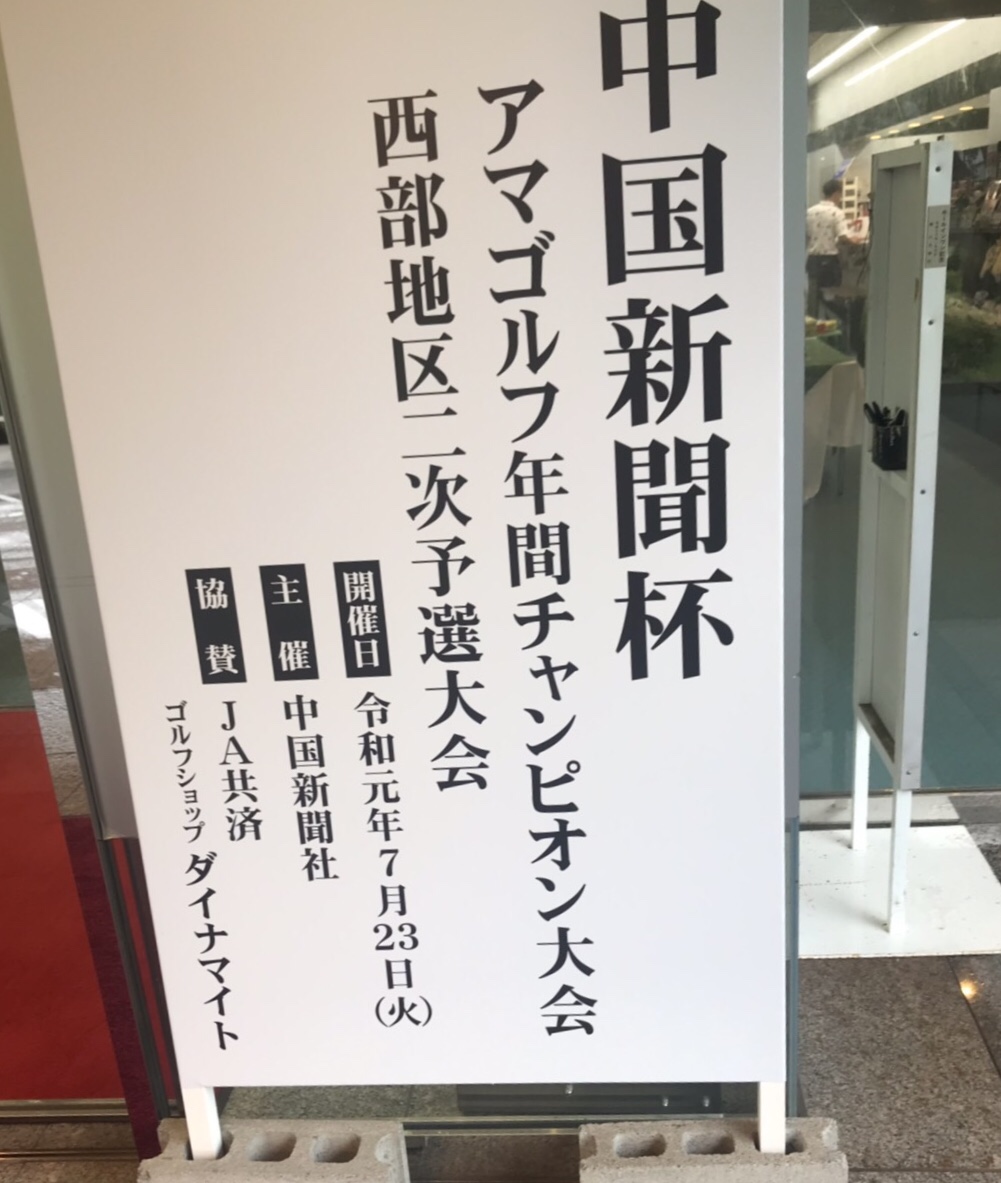 中国新聞杯
アマゴルフ年間チャンピオン大会
西部地区二次予選大会
開催日 令和元年7月23日(火)
主催 中国新聞社
協賛 JA共済
ゴルフショップ ダイナマイト